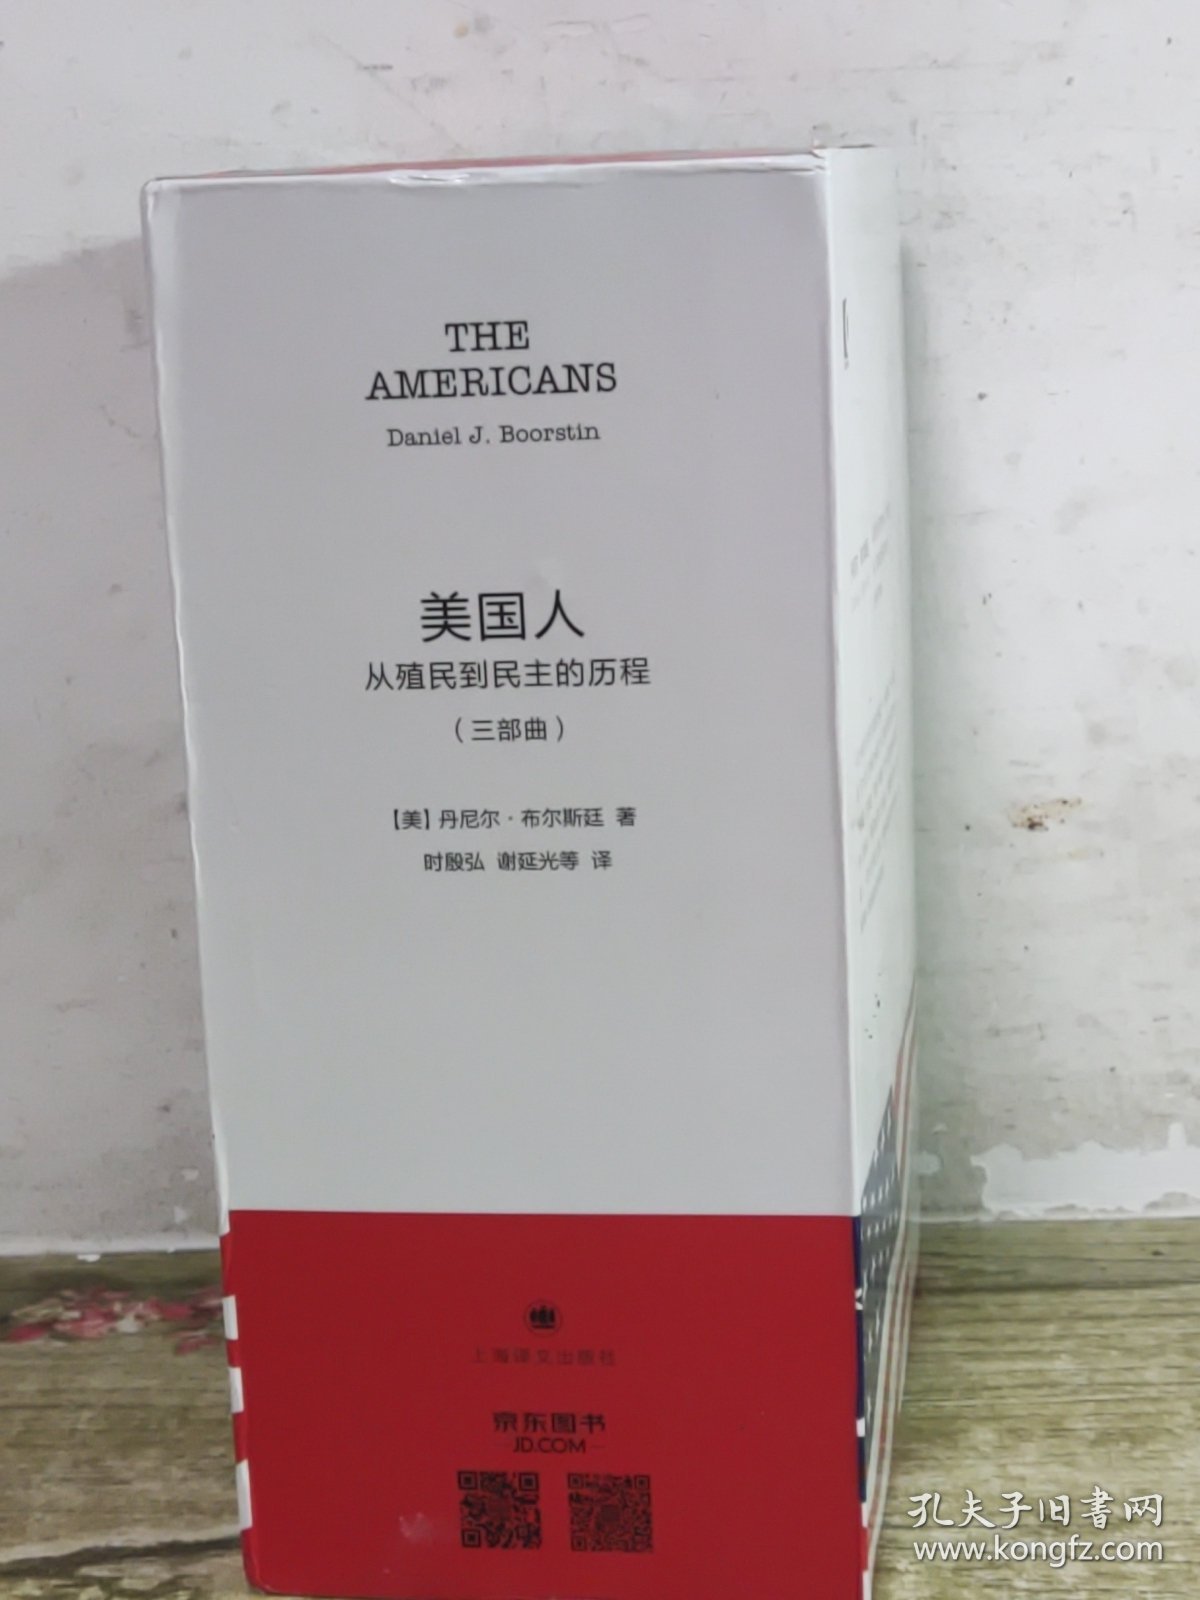 THE
AMERICANS
Daniel J. Boorstin
美国人
从殖民到民主的历程
（三部曲）
【美】丹尼尔·布尔斯廷 著
时殷弘 谢延光等 译
上海译文出版社
京东图书
JD.COM
孔夫子旧書网
www.kongfz.com